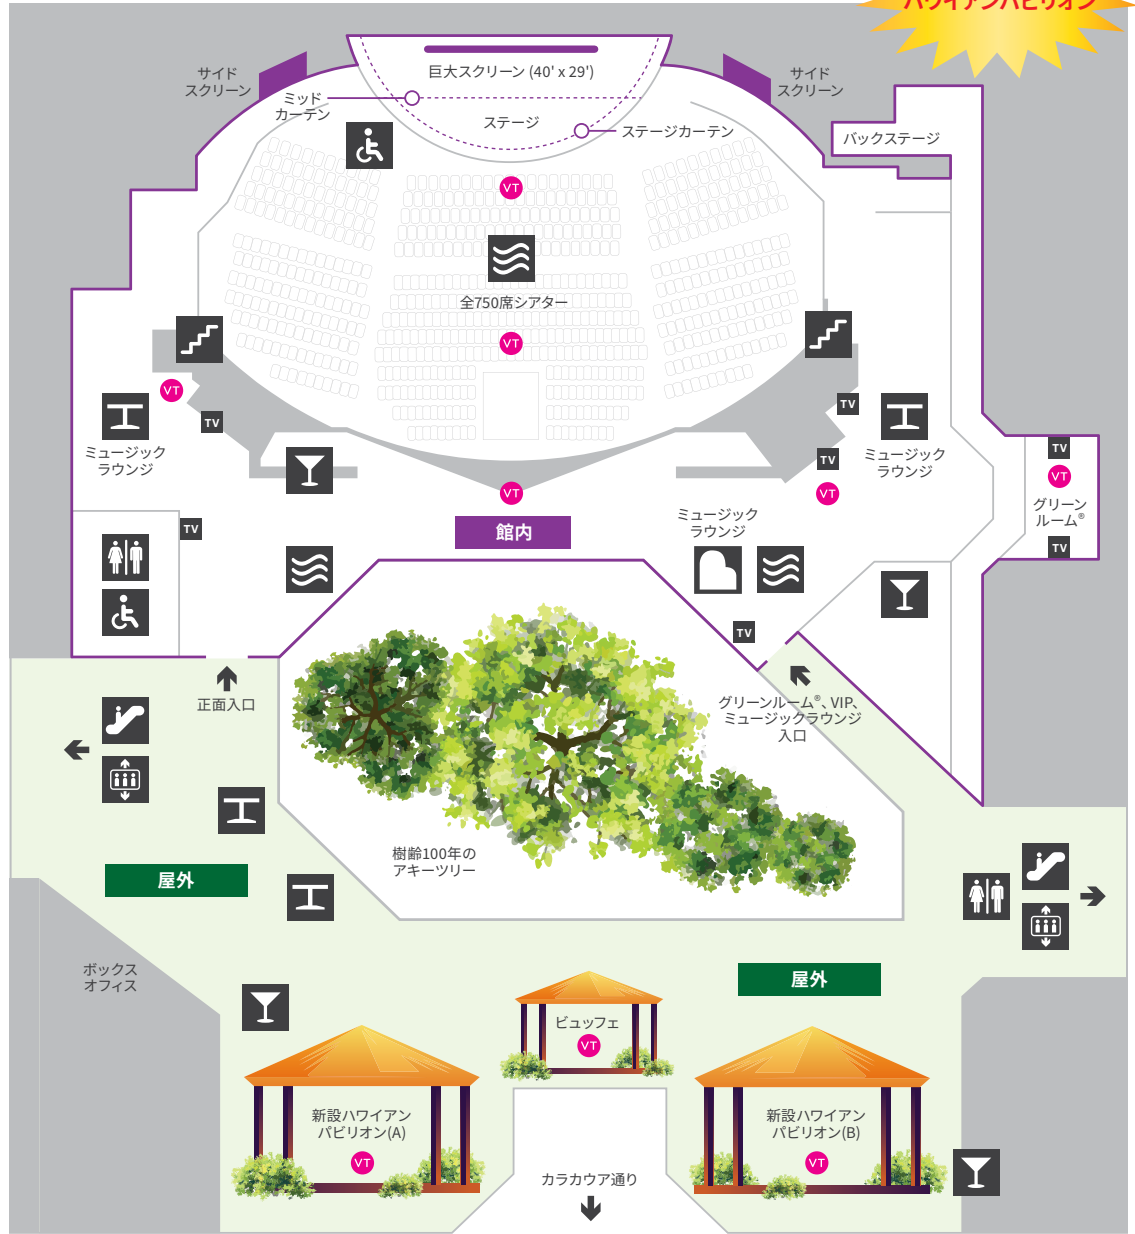 ハワイアンパビリオン
サイド
スクリーン
巨大スクリーン (40' x 29')
サイド
スクリーン
ミッド
カーテン
ステージ
ステージカーテン
バックステージ
VT
全750席シアター
VT
VT
TV
TV
ミュージック
ラウンジ
ミュージック
ラウンジ
TV
TV
VT
グリーン
ルーム®
TV
VT
VT
TV
ミュージック
ラウンジ
館内
TV
正面入口
グリーンルーム®、VIP、
ミュージックラウンジ
入口
樹齢100年の
アキーツリー
屋外
ボックス
オフィス
屋外
ビュッフェ
VT
新設ハワイアン
パビリオン(A)
VT
新設ハワイアン
パビリオン(B)
VT
カラカウア通り